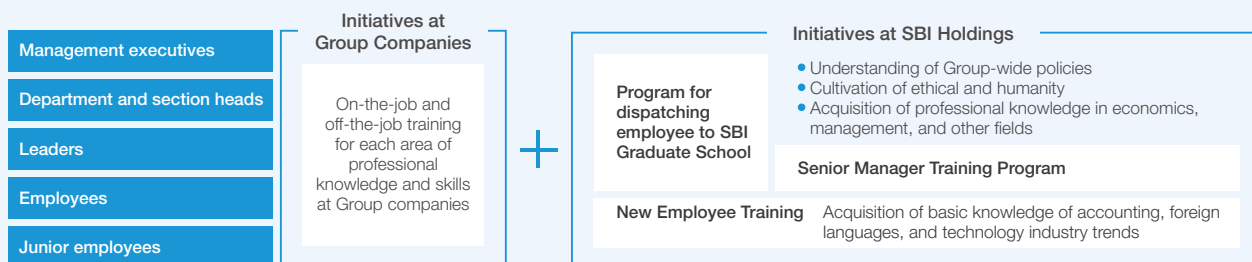 Management executives
Department and section heads
Leaders
Employees
Junior employees
Initiatives at
Group Companies
On-the-job and
off-the-job training
for each area of
professional
knowledge and skills
at Group companies
+
Initiatives at SBI Holdings
Program for
dispatching
employee to SBI
Graduate School
• Understanding of Group-wide policies
• Cultivation of ethical and humanity
• Acquisition of professional knowledge in economics,
management, and other fields
Senior Manager Training Program
New Employee Training
Acquisition of basic knowledge of accounting, foreign
languages, and technology industry trends